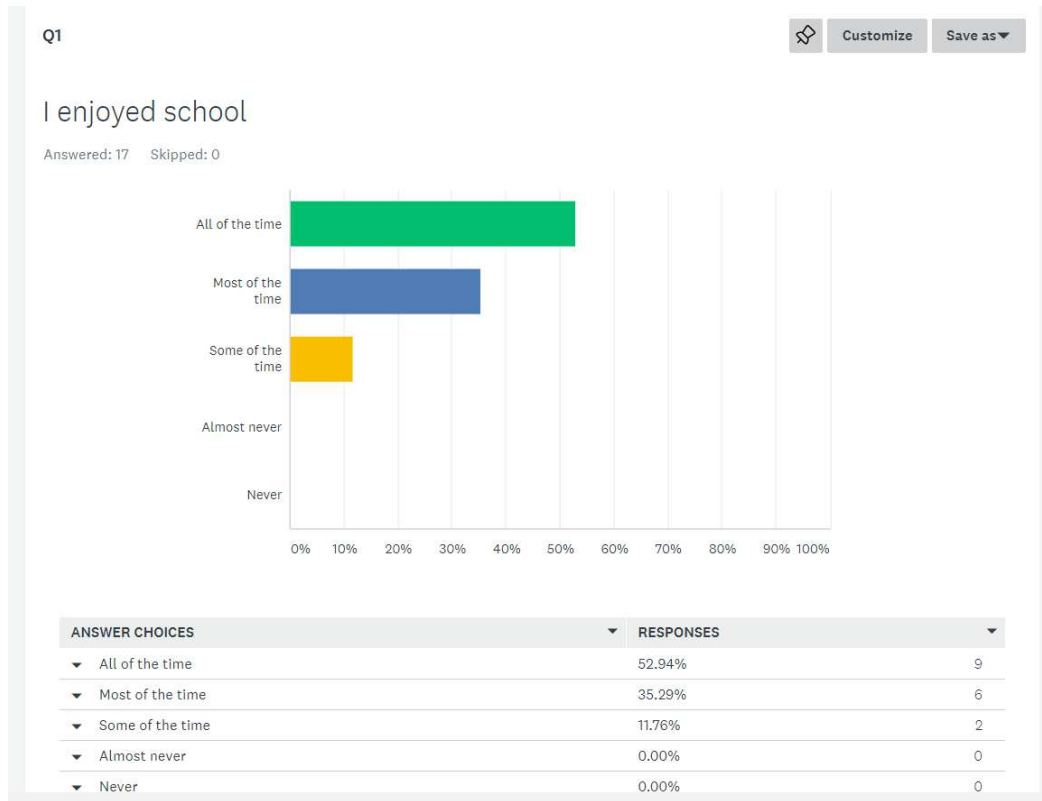 Q1
Customize
Save as
I enjoyed school
Answered: 17 Skipped: 0
All of the time
Most of the
time
Some of the
time
Almost never
Never
0% 10% 20% 30% 40% 50% 60% 70% 80% 90% 100%
ANSWER CHOICES RESPONSES
All of the time 52.94% 9
Most of the time 35.29% 6
Some of the time 11.76% 2
Almost never 0.00% 0
Never 0.00% 0